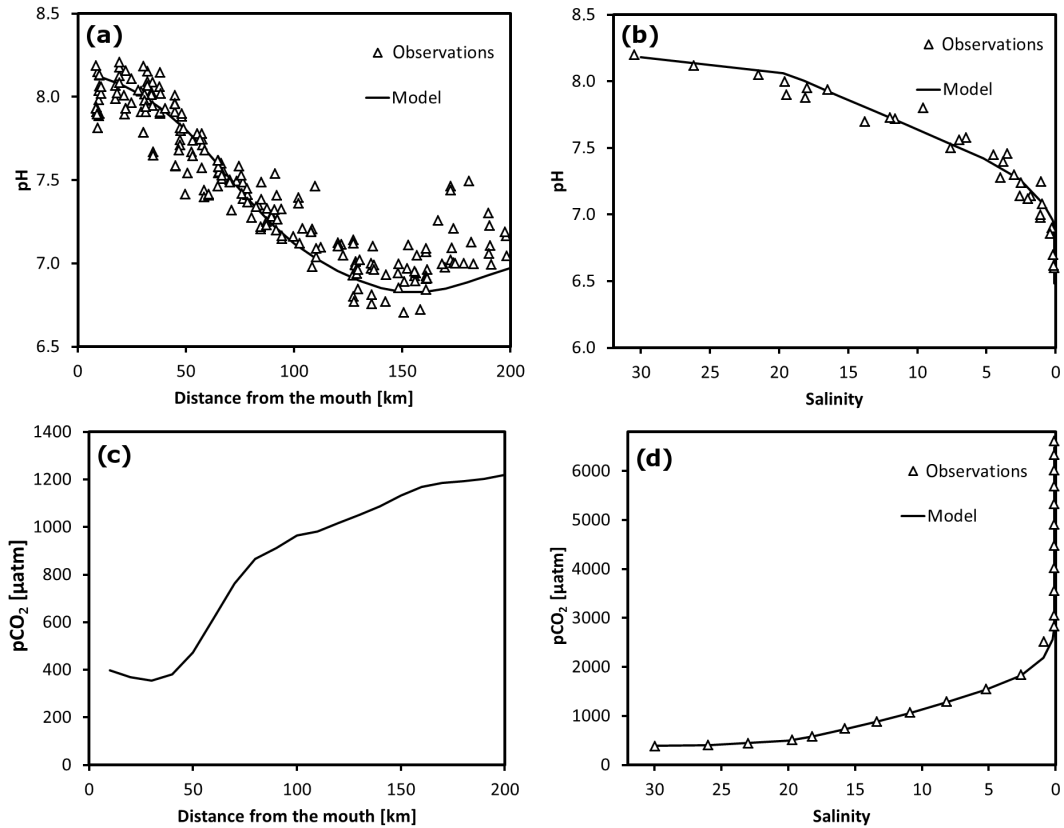 (a)
Observations
Model
8.5
8.0
7.5
7.0
6.5
pH
0 50 100 150 200
Distance from the mouth [km]
(b)
Observations
Model
8.5
8.0
7.5
7.0
6.5
6.0
pH
30 25 20 15 10 5 0
Salinity
(c)
1400
1200
1000
800
600
400
200
0
pCO₂ [µatm]
0 50 100 150 200
Distance from the mouth [km]
(d)
Observations
Model
6000
5000
4000
3000
2000
1000
0
pCO₂ [µatm]
30 25 20 15 10 5 0
Salinity